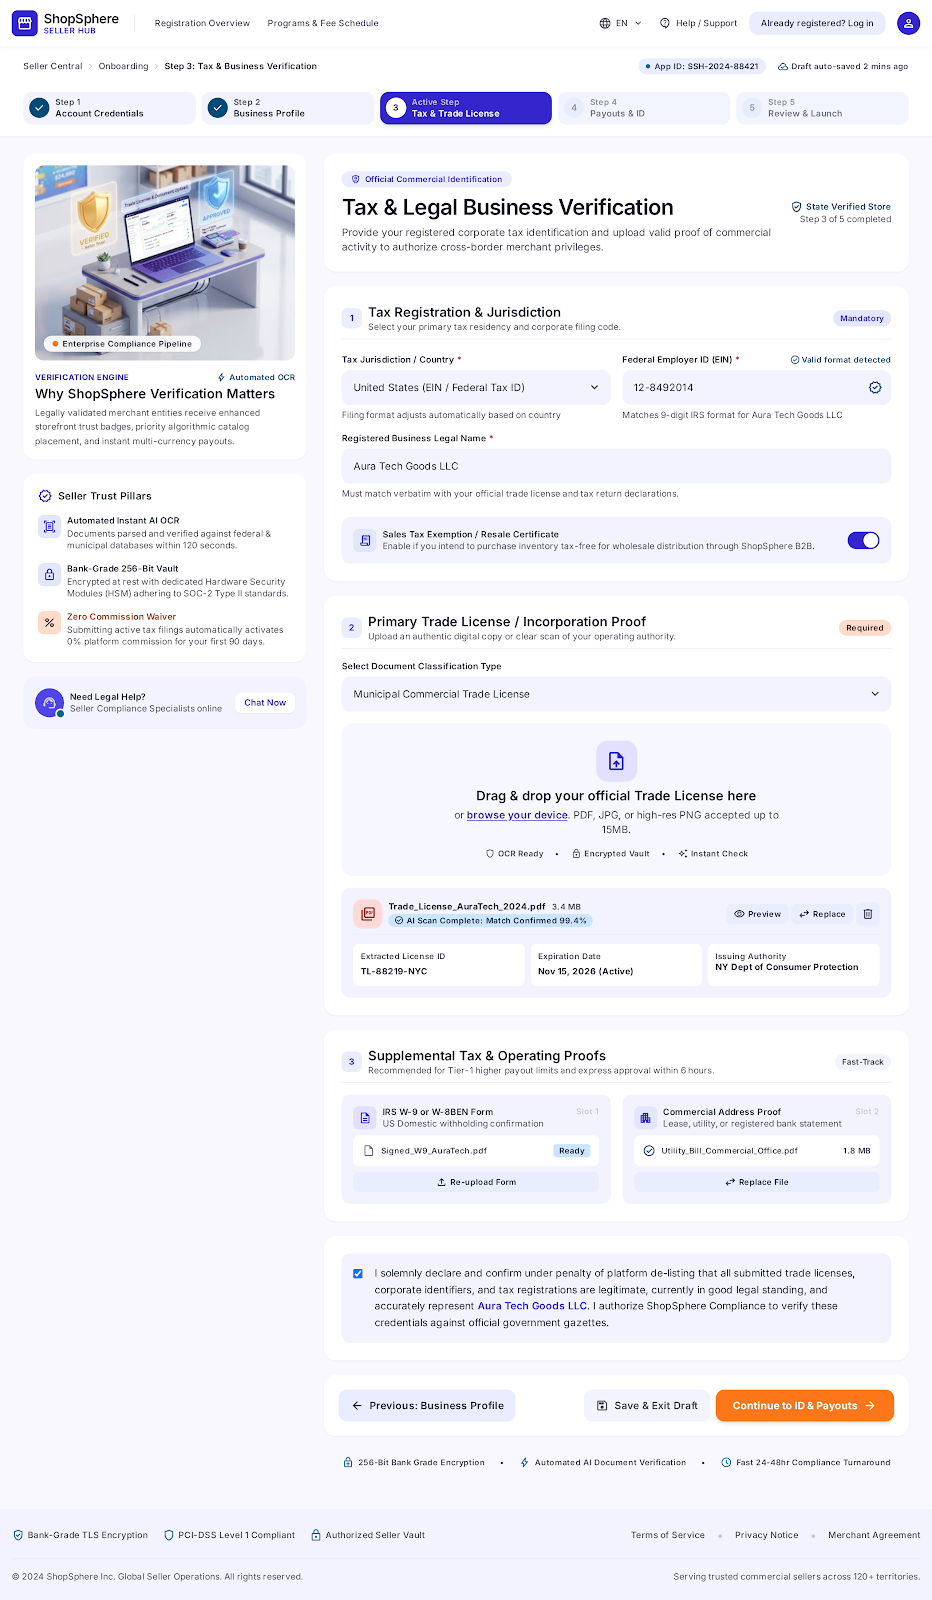 ShopSphere
SELLER HUB
Registration Overview
Programs & Fee Schedule
EN
Help / Support
Already registered? Log in
Seller Central
Onboarding
Step 3: Tax & Business Verification
App ID: SSH-2024-88421
Draft auto-saved 2 mins ago
Step 1
Account Credentials
Step 2
Business Profile
3
Active Step
Tax & Trade License
4
Step 4
Payouts & ID
5
Step 5
Review & Launch
Trade License & Document Upload
VERIFIED
APPROVED
Enterprise Compliance Pipeline
VERIFICATION ENGINE
Automated OCR
Why ShopSphere Verification Matters
Legally validated merchant entities receive enhanced
storefront trust badges, priority algorithmic catalog
placement, and instant multi-currency payouts.
Seller Trust Pillars
Automated Instant AI OCR
Documents parsed and verified against federal &
municipal databases within 120 seconds.
Bank-Grade 256-Bit Vault
Encrypted at rest with dedicated Hardware Security
Modules (HSM) adhering to SOC-2 Type II standards.
Zero Commission Waiver
Submitting active tax filings automatically activates
0% platform commission for your first 90 days.
Need Legal Help?
Seller Compliance Specialists online
Chat Now
Official Commercial Identification
Tax & Legal Business Verification
Provide your registered corporate tax identification and upload valid proof of commercial
activity to authorize cross-border merchant privileges.
State Verified Store
Step 3 of 5 completed
1
Tax Registration & Jurisdiction
Select your primary tax residency and corporate filing code.
Mandatory
Tax Jurisdiction / Country *
United States (EIN / Federal Tax ID)
Filing format adjusts automatically based on country
Federal Employer ID (EIN) *
Valid format detected
12-8492014
Matches 9-digit IRS format for Aura Tech Goods LLC
Registered Business Legal Name *
Aura Tech Goods LLC
Must match verbatim with your official trade license and tax return declarations.
Sales Tax Exemption / Resale Certificate
Enable if you intend to purchase inventory tax-free for wholesale distribution through ShopSphere B2B.
2
Primary Trade License / Incorporation Proof
Upload an authentic digital copy or clear scan of your operating authority.
Required
Select Document Classification Type
Municipal Commercial Trade License
Drag & drop your official Trade License here
or browse your device. PDF, JPG, or high-res PNG accepted up to
15MB.
OCR Ready
•
Encrypted Vault
•
Instant Check
PDF
Trade_License_AuraTech_2024.pdf 3.4 MB
AI Scan Complete: Match Confirmed 99.4%
Preview
Replace
Extracted License ID
TL-88219-NYC
Expiration Date
Nov 15, 2026 (Active)
Issuing Authority
NY Dept of Consumer Protection
3
Supplemental Tax & Operating Proofs
Recommended for Tier-1 higher payout limits and express approval within 6 hours.
Fast-Track
IRS W-9 or W-8BEN Form
US Domestic withholding confirmation
Slot 1
Signed_W9_AuraTech.pdf
Ready
Re-upload Form
Commercial Address Proof
Lease, utility, or registered bank statement
Slot 2
Utility_Bill_Commercial_Office.pdf
1.8 MB
Replace File
I solemnly declare and confirm under penalty of platform de-listing that all submitted trade licenses,
corporate identifiers, and tax registrations are legitimate, currently in good legal standing, and
accurately represent Aura Tech Goods LLC. I authorize ShopSphere Compliance to verify these
credentials against official government gazettes.
Previous: Business Profile
Save & Exit Draft
Continue to ID & Payouts
256-Bit Bank Grade Encryption
•
Automated AI Document Verification
•
Fast 24-48hr Compliance Turnaround
Bank-Grade TLS Encryption
PCI-DSS Level 1 Compliant
Authorized Seller Vault
Terms of Service
Privacy Notice
Merchant Agreement
© 2024 ShopSphere Inc. Global Seller Operations. All rights reserved.
Serving trusted commercial sellers across 120+ territories.